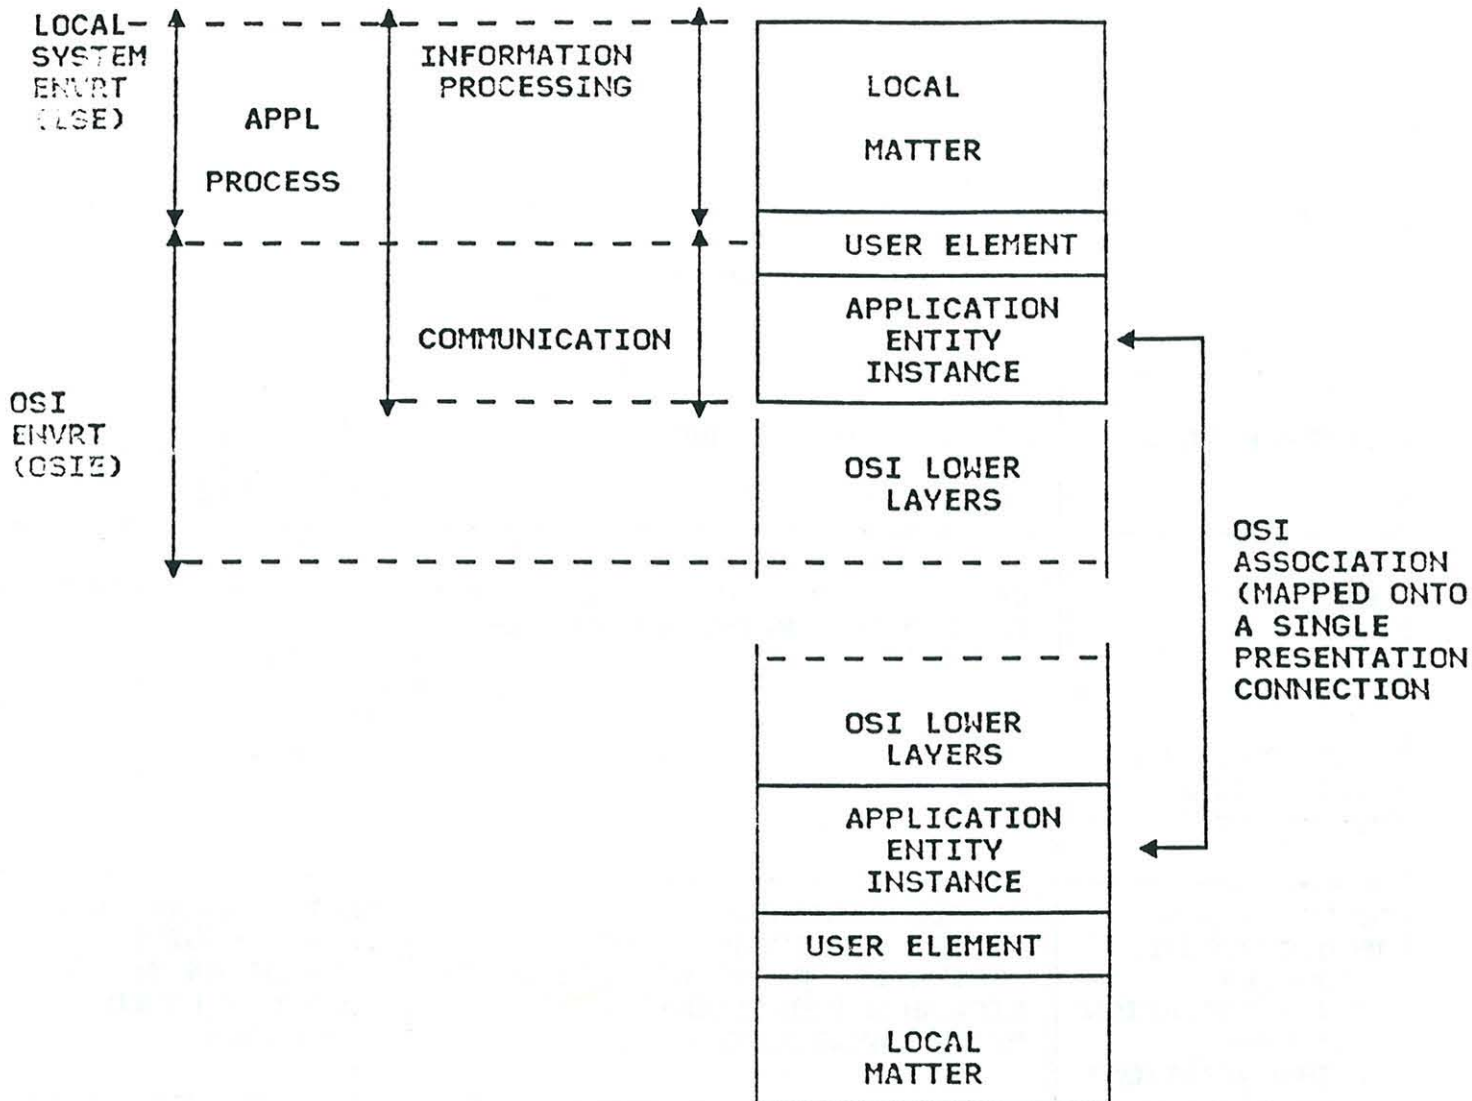 LOCAL-
SYSTEM
ENVRT
(LSE)
APPL
PROCESS
INFORMATION
PROCESSING
LOCAL
MATTER
USER ELEMENT
COMMUNICATION
APPLICATION
ENTITY
INSTANCE
OSI
ENVRT
(OSIE)
OSI LOWER
LAYERS
OSI
ASSOCIATION
(MAPPED ONTO
A SINGLE
PRESENTATION
CONNECTION
OSI LOWER
LAYERS
APPLICATION
ENTITY
INSTANCE
USER ELEMENT
LOCAL
MATTER